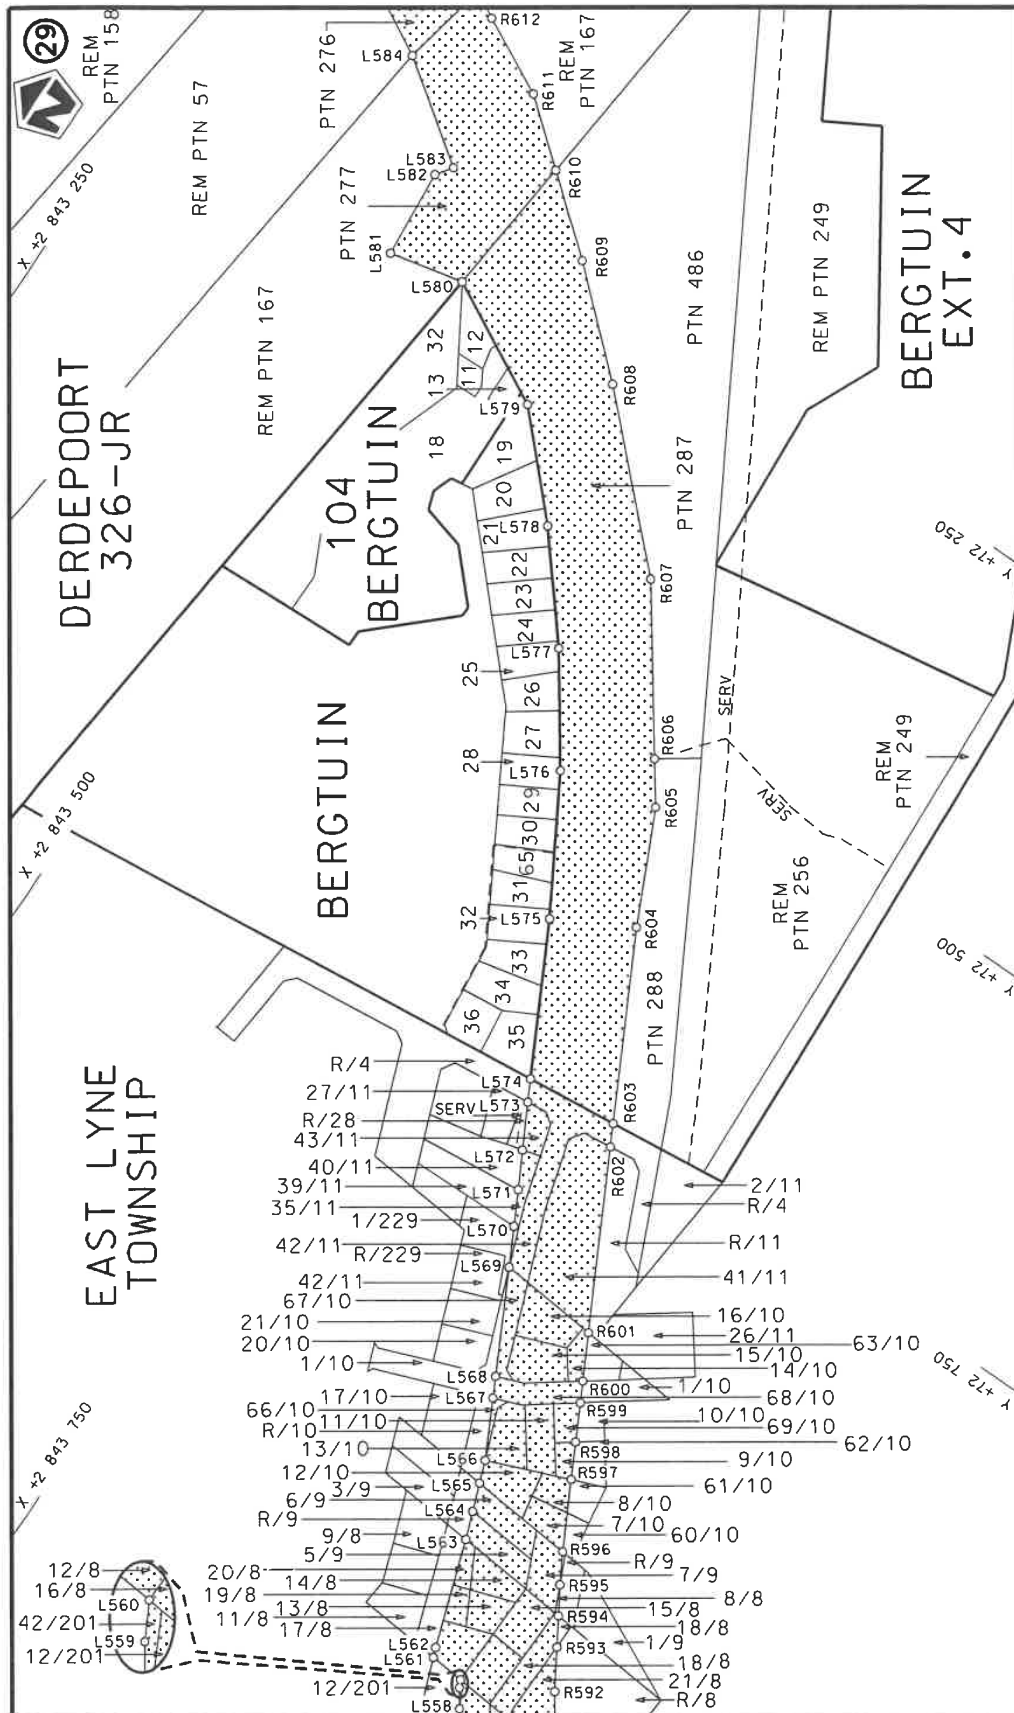 29
REM
PTN 158
X +2 843 250
REM PTN 57
PTN 276
L584
R612
R611
REM
PTN 167
L583
L582
PTN 277
L581
R610
R609
L580
REM PTN 167
32
12
11
13
L579
R608
PTN 486
REM PTN 249
BERGTUIN
EXT.4
DERDEPOORT
326-JR
104
BERGTUIN
18
19
20
21
L578
22
23
24
L577
25
26
27
28
L576
29
30
65
31
32
L575
33
34
35
36
PTN 287
R607
Y +72 250
R606
SERV
R605
SERV
REM
PTN 249
REM
PTN 256
R604
PTN 288
Y +72 500
BERGTUIN
X +2 843 500
EAST LYNE
TOWNSHIP
R/4
L574
27/11
L573
SERV
R/28
43/11
L572
40/11
39/11
L571
35/11
1/229
L570
42/11
R/229
L569
42/11
67/10
21/10
20/10
1/10
L568
17/10
L567
66/10
11/10
R/10
13/10
L566
12/10
3/9
L565
6/9
L564
R/9
9/8
L563
5/9
20/8
14/8
19/8
13/8
11/8
17/8
L562
L561
12/201
L558
R603
R602
2/11
R/4
R/11
41/11
16/10
R601
26/11
63/10
15/10
14/10
R600
1/10
68/10
R599
10/10
69/10
R598
62/10
9/10
R597
61/10
8/10
7/10
60/10
R596
R/9
7/9
R595
8/8
15/8
R594
18/8
R593
1/9
18/8
21/8
R592
R/8
Y +72 750
X +2 843 750
12/8
16/8
L560
42/201
L559
12/201